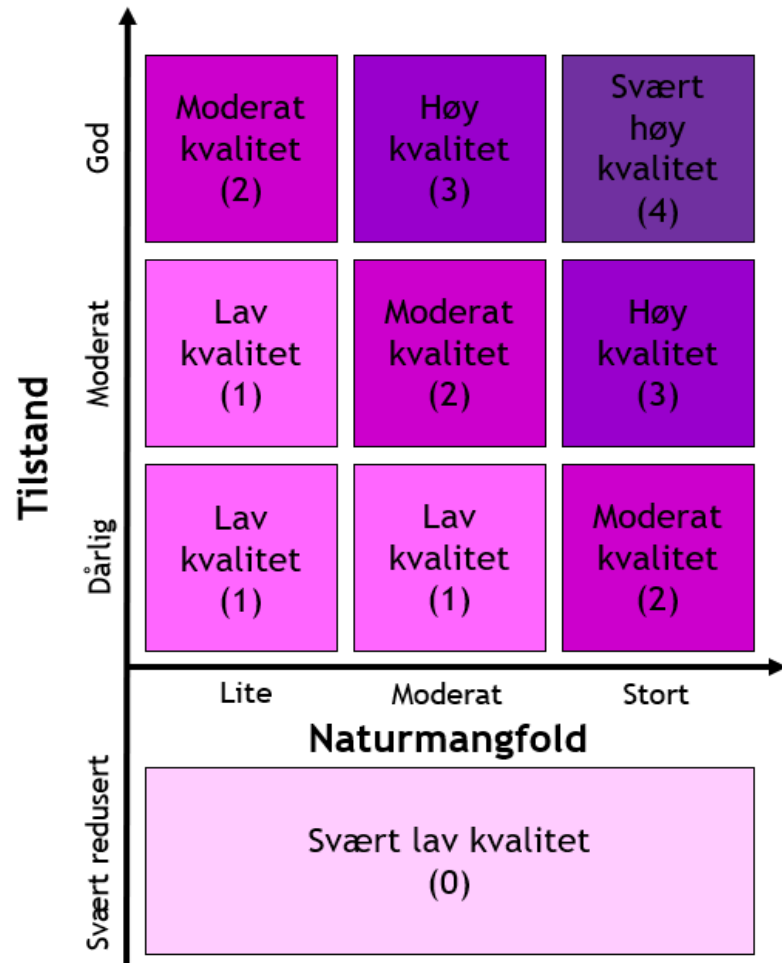 Tilstand
God
Moderat
kvalitet
(2)
Høy
kvalitet
(3)
Svært
høy
kvalitet
(4)
Moderat
Lav
kvalitet
(1)
Moderat
kvalitet
(2)
Høy
kvalitet
(3)
Dårlig
Lav
kvalitet
(1)
Lav
kvalitet
(1)
Moderat
kvalitet
(2)
Lite
Moderat
Stort
Naturmangfold
Svært redusert
Svært lav kvalitet
(0)